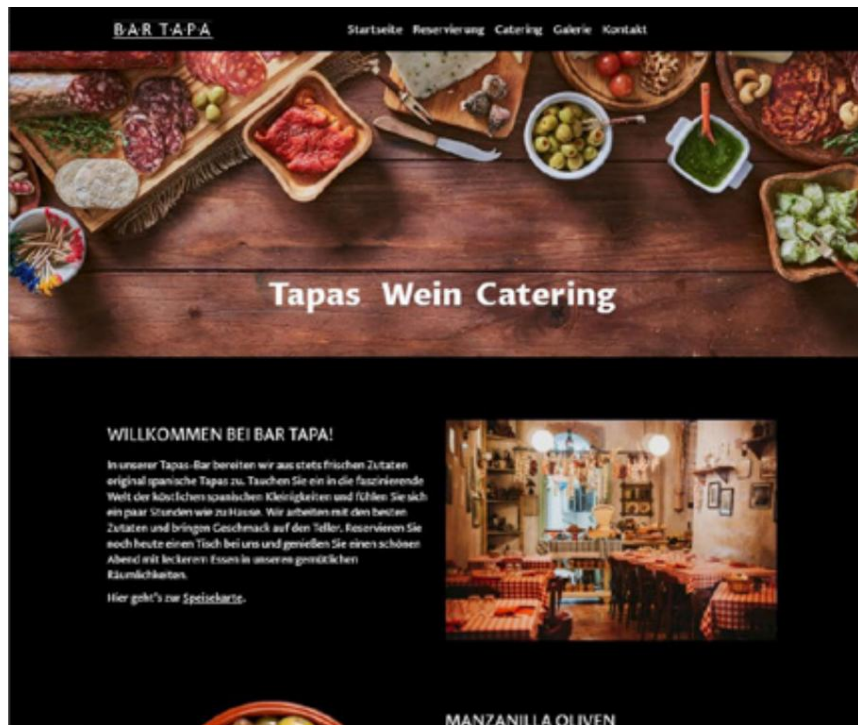 B·A·R T·A·P·A
Startseite Reservierung Catering Galerie Kontakt
Tapas Wein Catering
WILLKOMMEN BEI BAR TAPA!
In unserer Tapas-Bar bereiten wir aus stets frischen Zutaten
original spanische Tapas zu. Tauchen Sie ein in die faszinierende
Welt der köstlichen spanischen Kleinigkeiten und fühlen Sie sich
ein paar Stunden wie zu Hause. Wir arbeiten mit den besten
Zutaten und bringen Geschmack auf den Teller. Reservieren Sie
noch heute einen Tisch bei uns und genießen Sie einen schönen
Abend mit leckerem Essen in unseren gemütlichen
Räumlichkeiten.
Hier geht's zur Speisekarte.
MANZANILLA OLIVEN